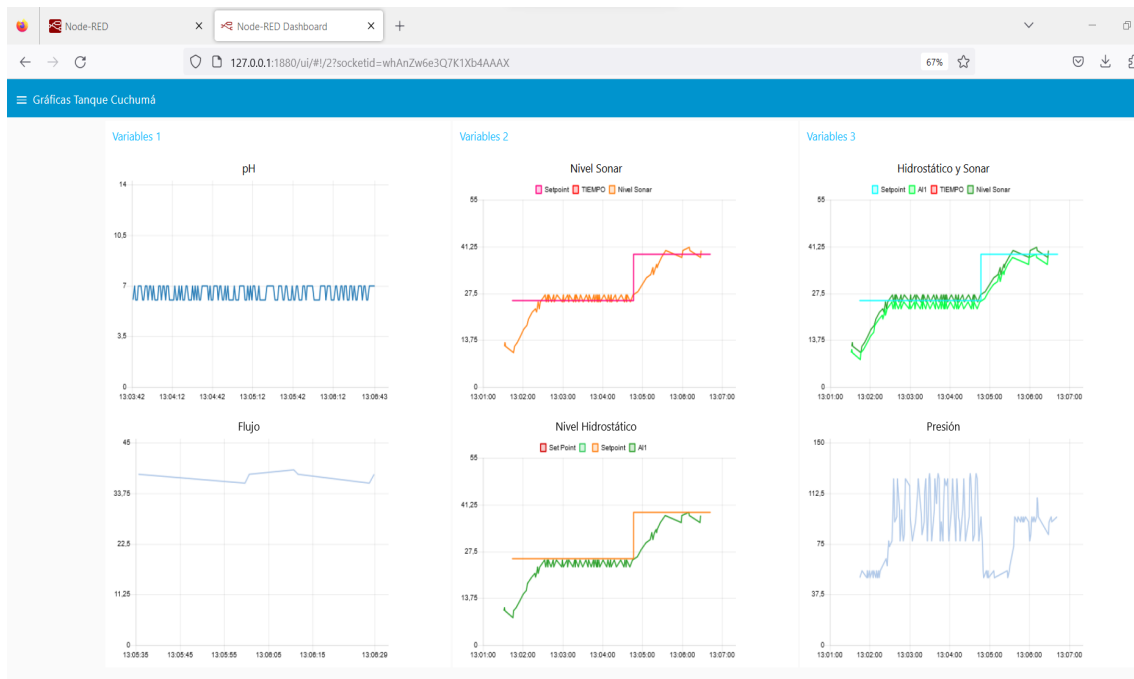 Node-RED
Node-RED Dashboard
127.0.0.1:1880/ui/#!/2?socketid=whAnZw6e3Q7K1Xb4AAAX
67%
Gráficas Tanque Cuchumá
Variables 1
pH
14
10,5
7
3,5
0
13:03:42 13:04:12 13:04:42 13:05:12 13:05:42 13:06:12 13:06:43
Flujo
45
33,75
22,5
11,25
0
13:05:35 13:05:45 13:05:55 13:06:05 13:06:15 13:06:29
Variables 2
Nivel Sonar
Setpoint TIEMPO Nivel Sonar
55
41,25
27,5
13,75
0
13:01:00 13:02:00 13:03:00 13:04:00 13:05:00 13:06:00 13:07:00
Nivel Hidrostático
Set Point Setpoint AI1
55
41,25
27,5
13,75
0
13:01:00 13:02:00 13:03:00 13:04:00 13:05:00 13:06:00 13:07:00
Variables 3
Hidrostático y Sonar
Setpoint AI1 TIEMPO Nivel Sonar
55
41,25
27,5
13,75
0
13:01:00 13:02:00 13:03:00 13:04:00 13:05:00 13:06:00 13:07:00
Presión
150
112,5
75
37,5
0
13:01:00 13:02:00 13:03:00 13:04:00 13:05:00 13:06:00 13:07:00